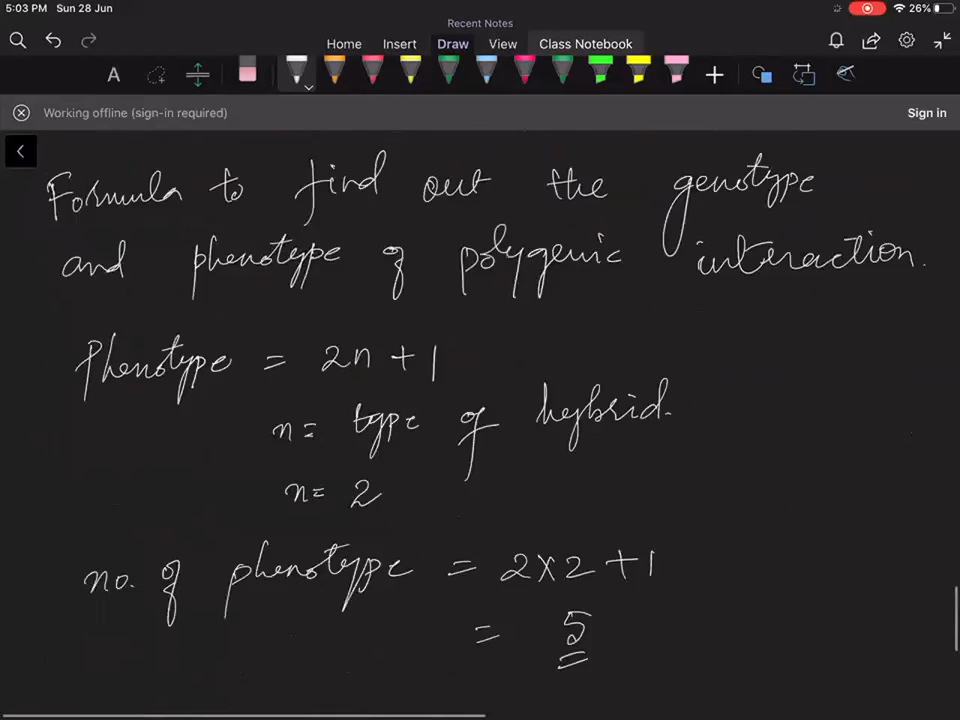 5:03 PM Sun 28 Jun
26%
Recent Notes
Home Insert Draw View Class Notebook
A
Working offline (sign-in required) Sign in
Formula to find out the genotype
and phenotype of polygenic interaction.
Phenotype = 2n + 1
n = type of hybrid.
n = 2
no. of phenotype = 2 × 2 + 1
= 5